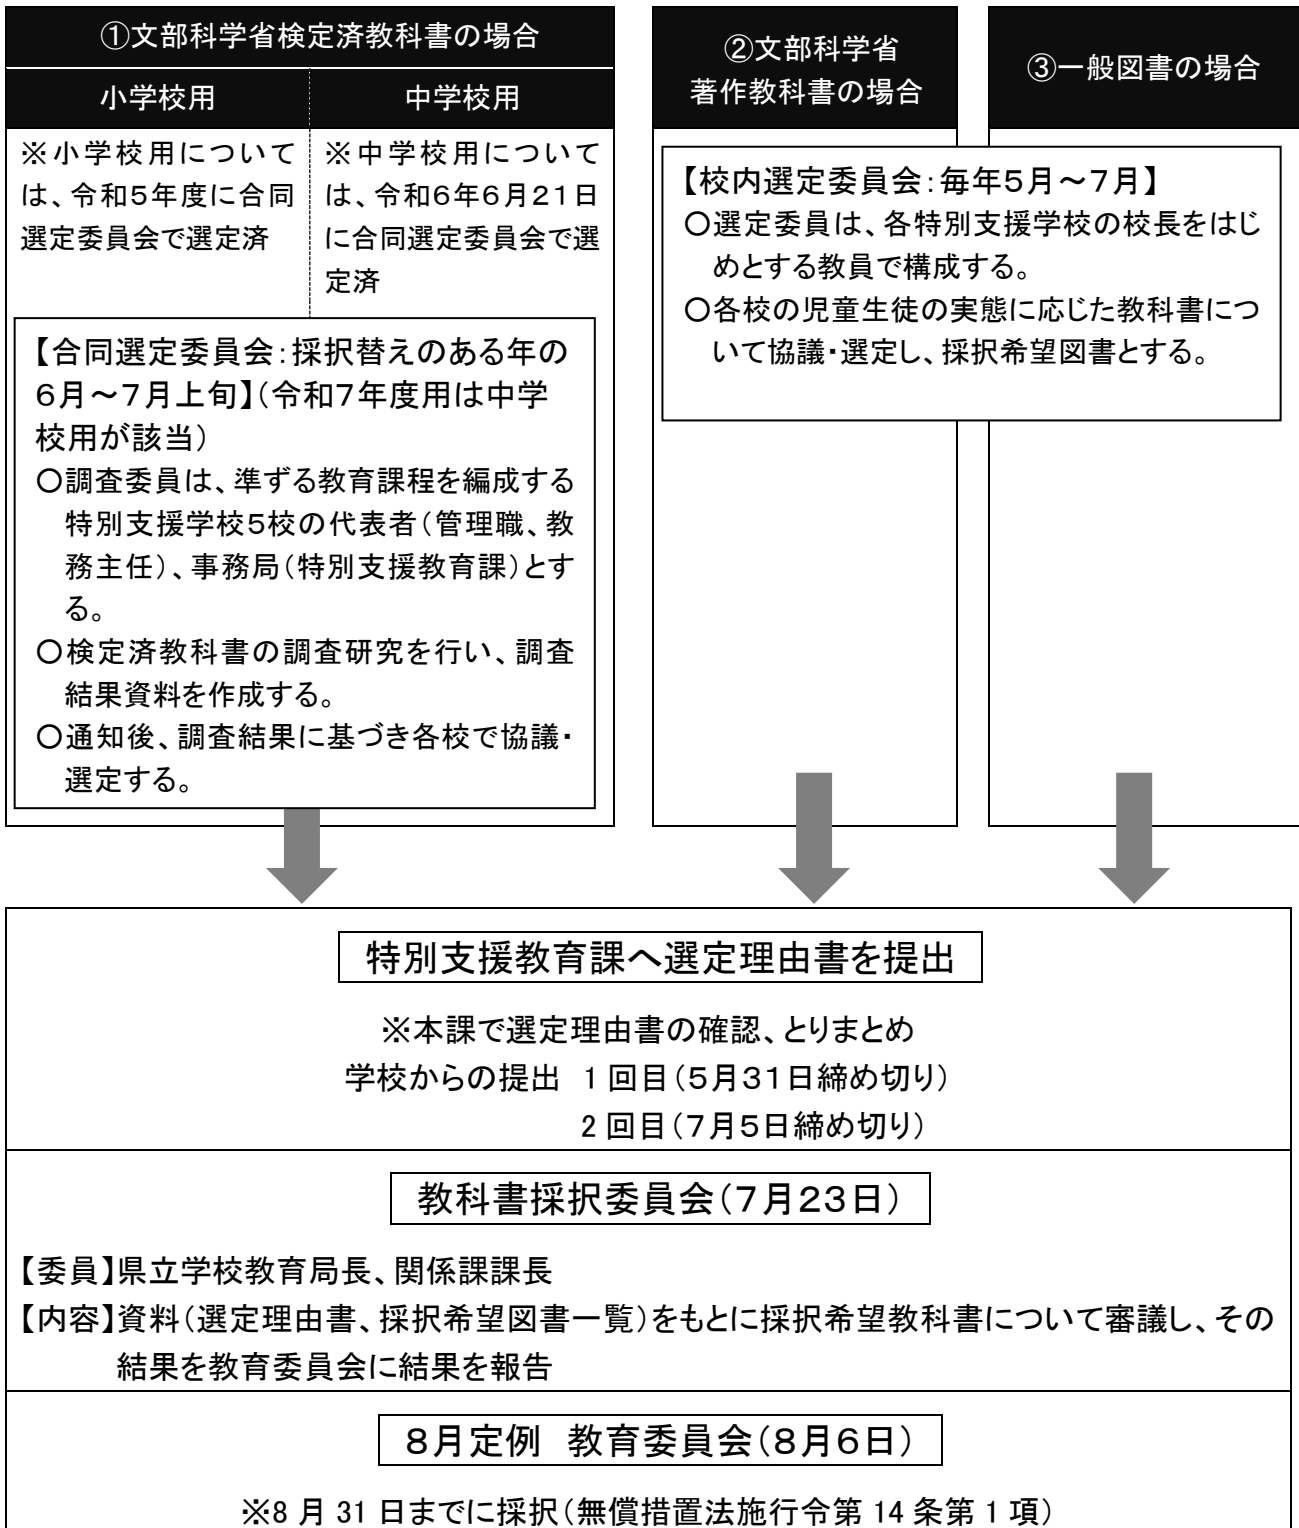 ①文部科学省検定済教科書の場合
小学校用
中学校用
※小学校用について
は、令和5年度に合同
選定委員会で選定済
※中学校用について
は、令和6年6月21日
に合同選定委員会で選
定済
【合同選定委員会:採択替えのある年の
6月~7月上旬】(令和7年度用は中学
校用が該当)
○調査委員は、準ずる教育課程を編成する
特別支援学校5校の代表者(管理職、教
務主任)、事務局(特別支援教育課)とす
る。
○検定済教科書の調査研究を行い、調査
結果資料を作成する。
○通知後、調査結果に基づき各校で協議・
選定する。
②文部科学省
著作教科書の場合
③一般図書の場合
【校内選定委員会:毎年5月~7月】
○選定委員は、各特別支援学校の校長をはじ
めとする教員で構成する。
○各校の児童生徒の実態に応じた教科書につ
いて協議・選定し、採択希望図書とする。
特別支援教育課へ選定理由書を提出
※本課で選定理由書の確認、とりまとめ
学校からの提出 1回目(5月31日締め切り)
2回目(7月5日締め切り)
教科書採択委員会(7月23日)
【委員】県立学校教育局長、関係課課長
【内容】資料(選定理由書、採択希望図書一覧)をもとに採択希望教科書について審議し、その
結果を教育委員会に結果を報告
8月定例 教育委員会(8月6日)
※8月31日までに採択(無償措置法施行令第14条第1項)